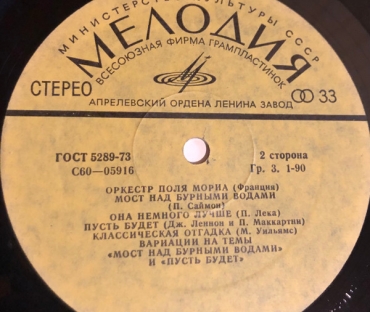 МИНИСТЕРСТВО КУЛЬТУРЫ СССР
МЕЛОДИЯ
ВСЕСОЮЗНАЯ ФИРМА ГРАМПЛАСТИНОК
СТЕРЕО
33
АПРЕЛЕВСКИЙ ОРДЕНА ЛЕНИНА ЗАВОД
ГОСТ 5289-73
2 сторона
С60—05916
Гр. 3. 1-90
ОРКЕСТР ПОЛЯ МОРИА (Франция)
МОСТ НАД БУРНЫМИ ВОДАМИ
(П. Саймон)
ОНА НЕМНОГО ЛУЧШЕ (П. Лека)
ПУСТЬ БУДЕТ (Дж. Леннон и П. Маккартни)
КЛАССИЧЕСКАЯ ОТГАДКА (М. Уильямс)
ВАРИАЦИИ НА ТЕМЫ
«МОСТ НАД БУРНЫМИ ВОДАМИ»
И «ПУСТЬ БУДЕТ»